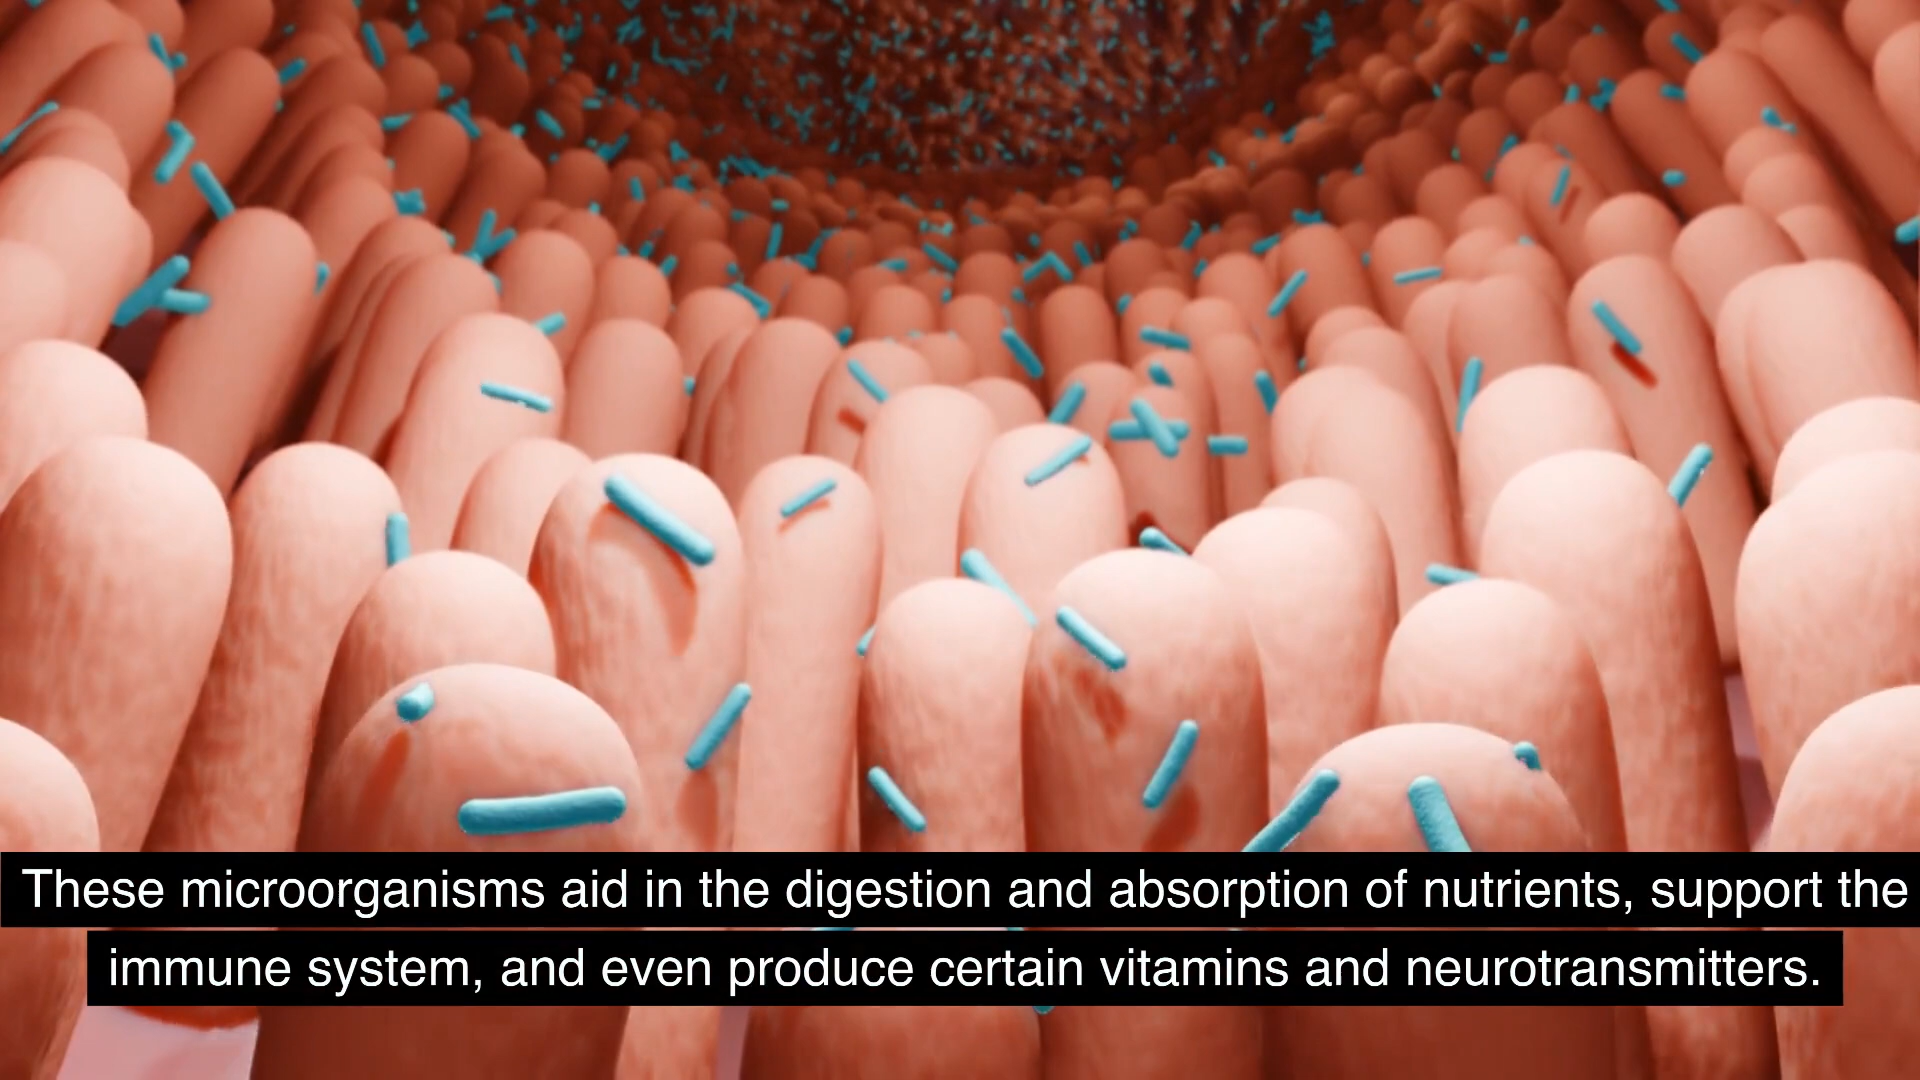 These microorganisms aid in the digestion and absorption of nutrients, support the
immune system, and even produce certain vitamins and neurotransmitters.